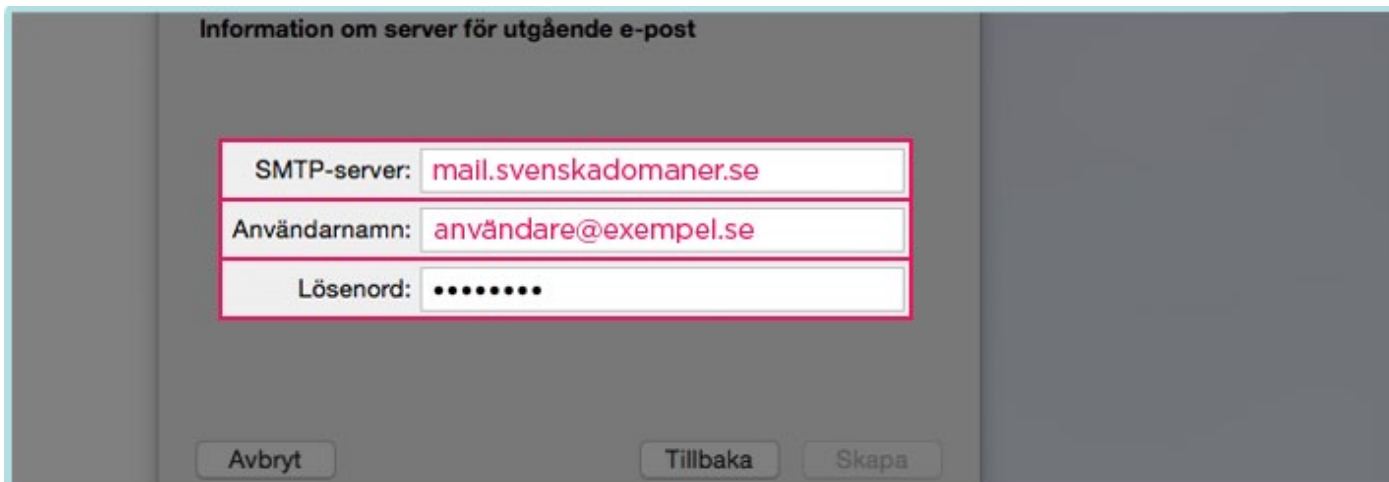 Information om server för utgående e-post
SMTP-server: mail.svenskadomaner.se
Användarnamn: användare@exempel.se
Lösenord: ••••••••
Avbryt Tillbaka Skapa